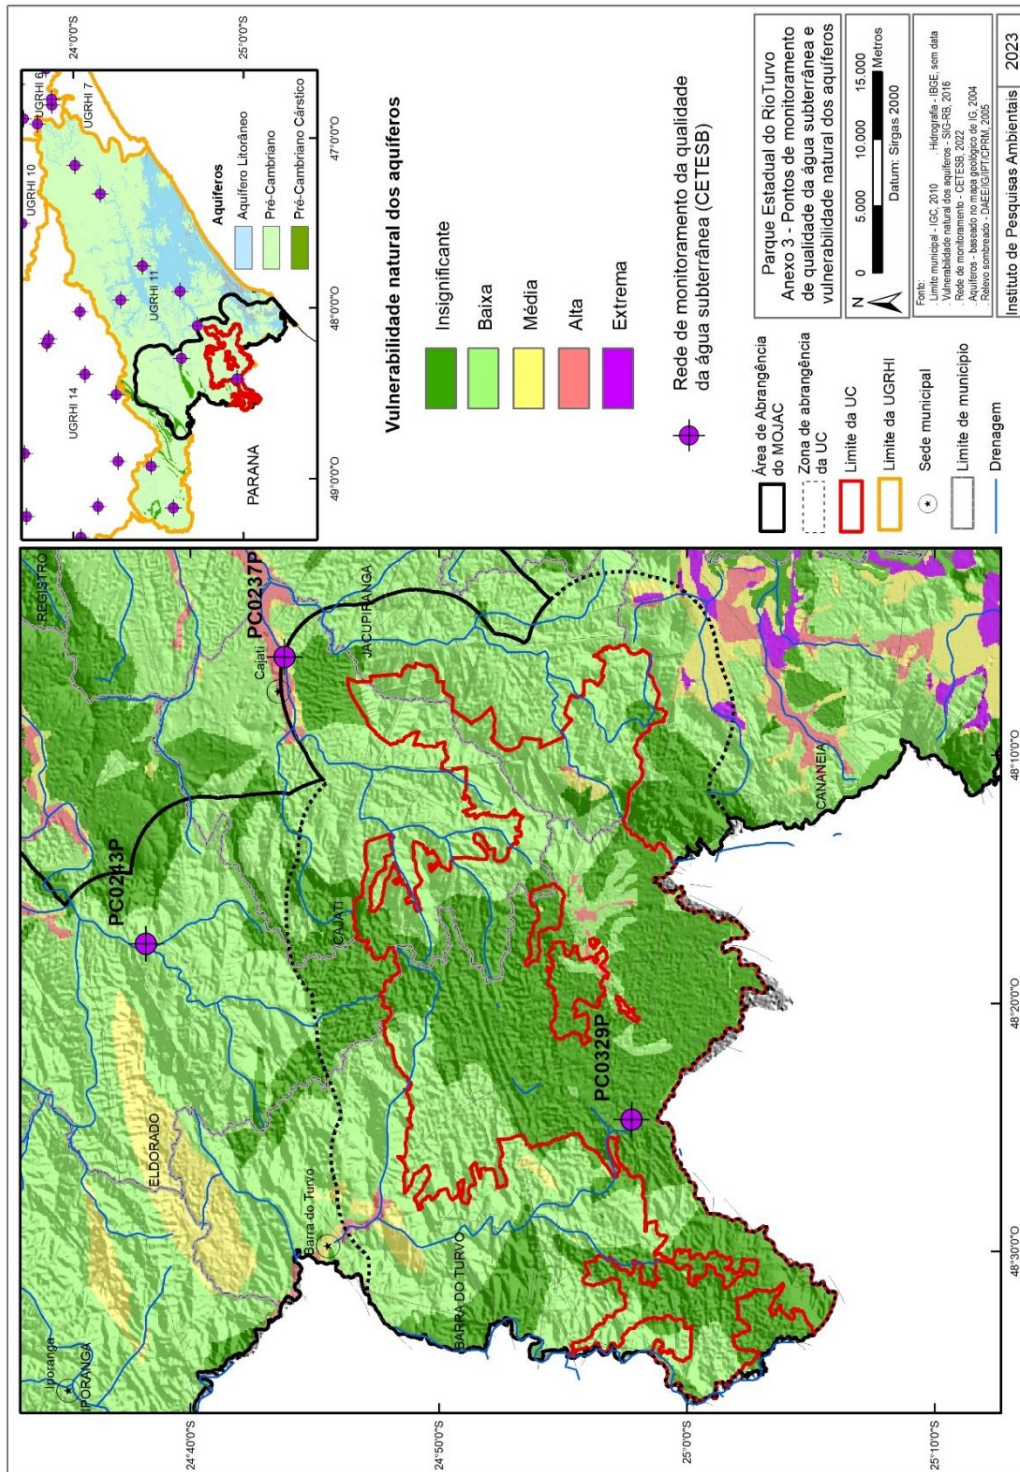 Parque Estadual do RioTurvo
Anexo 3 - Pontos de monitoramento
de qualidade da água subterrânea e
vulnerabilidade natural dos aquíferos
N
0 5.000 10.000 15.000
Metros
Datum: Sirgas 2000
Fonte:
. Limite municipal - IGC, 2010 . Hidrografia - IBGE, sem data
. Vulnerabilidade natural dos aquíferos - SIG-RB, 2016
. Rede de monitoramento - CETESB, 2022
. Aquíferos - baseado no mapa geológico de IG, 2004
. Relevo sombreado - DAEE/IG/IPT/CPRM, 2005
Instituto de Pesquisas Ambientais 2023
Área de Abrangência
do MOJAC
Zona de abrangência
da UC
Limite da UC
Limite da UGRHI
Sede municipal
Limite de município
Drenagem
Vulnerabilidade natural dos aquíferos
Insignificante
Baixa
Média
Alta
Extrema
Rede de monitoramento da qualidade
da água subterrânea (CETESB)
Aquíferos
Aquífero Litorâneo
Pré-Cambriano
Pré-Cambriano Cárstico
UGRHI 6
UGRHI 7
UGRHI 10
UGRHI 11
UGRHI 14
PARANA
24°0'0"S
25°0'0"S
49°0'0"O
48°0'0"O
47°0'0"O
REGISTRO
PC0237P
Cajati
JACUPIRANGA
PC0243P
CAJATI
ELDORADO
PC0329P
Barra do Turvo
BARRA DO TURVO
Iporanga
IPORANGA
CANANEIA
24°40'0"S
24°50'0"S
25°0'0"S
25°10'0"S
48°30'0"O
48°20'0"O
48°10'0"O